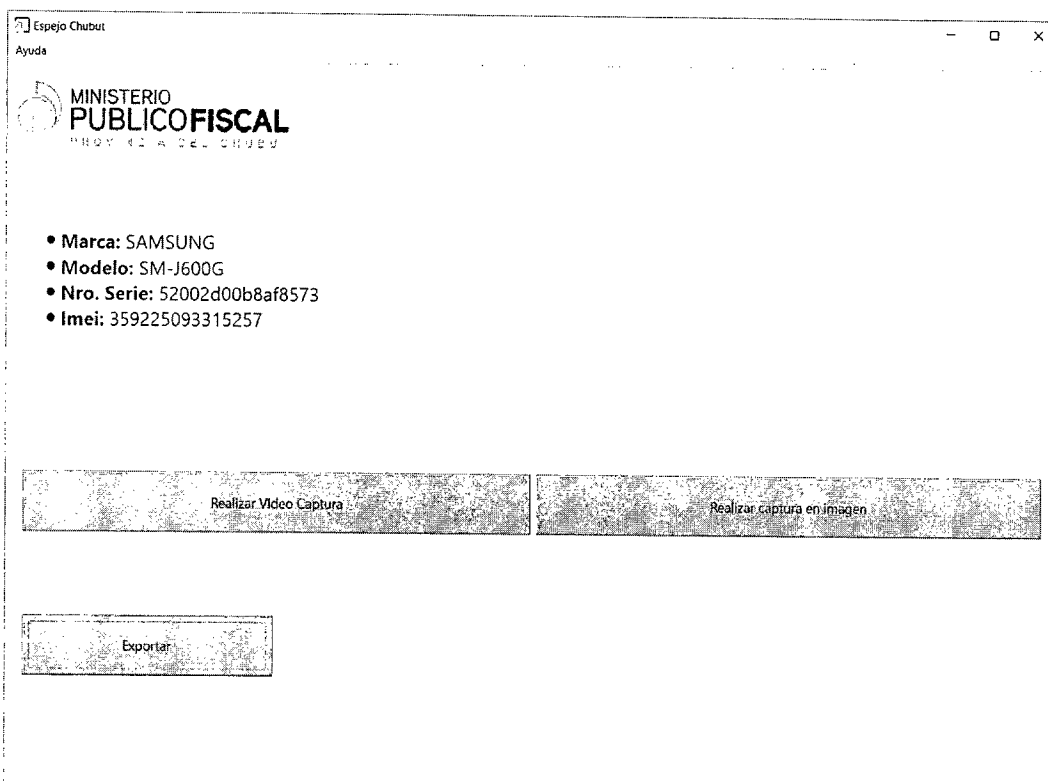 Espejo Chubut
Ayuda
MINISTERIO
PUBLICOFISCAL
• Marca: SAMSUNG
• Modelo: SM-J600G
• Nro. Serie: 52002d00b8af8573
• Imei: 359225093315257
Realizar VIdeo Captura
Realizar captura en imagen
Exportar